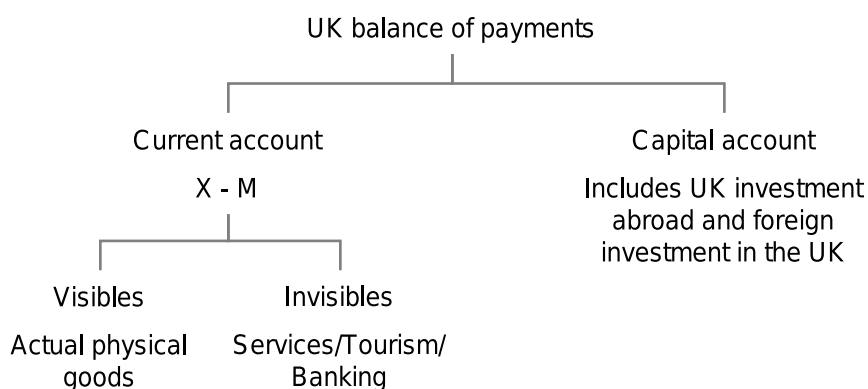 UK balance of payments
Current account
X - M
Capital account
Includes UK investment
abroad and foreign
investment in the UK
Visibles
Actual physical
goods
Invisibles
Services/Tourism/
Banking